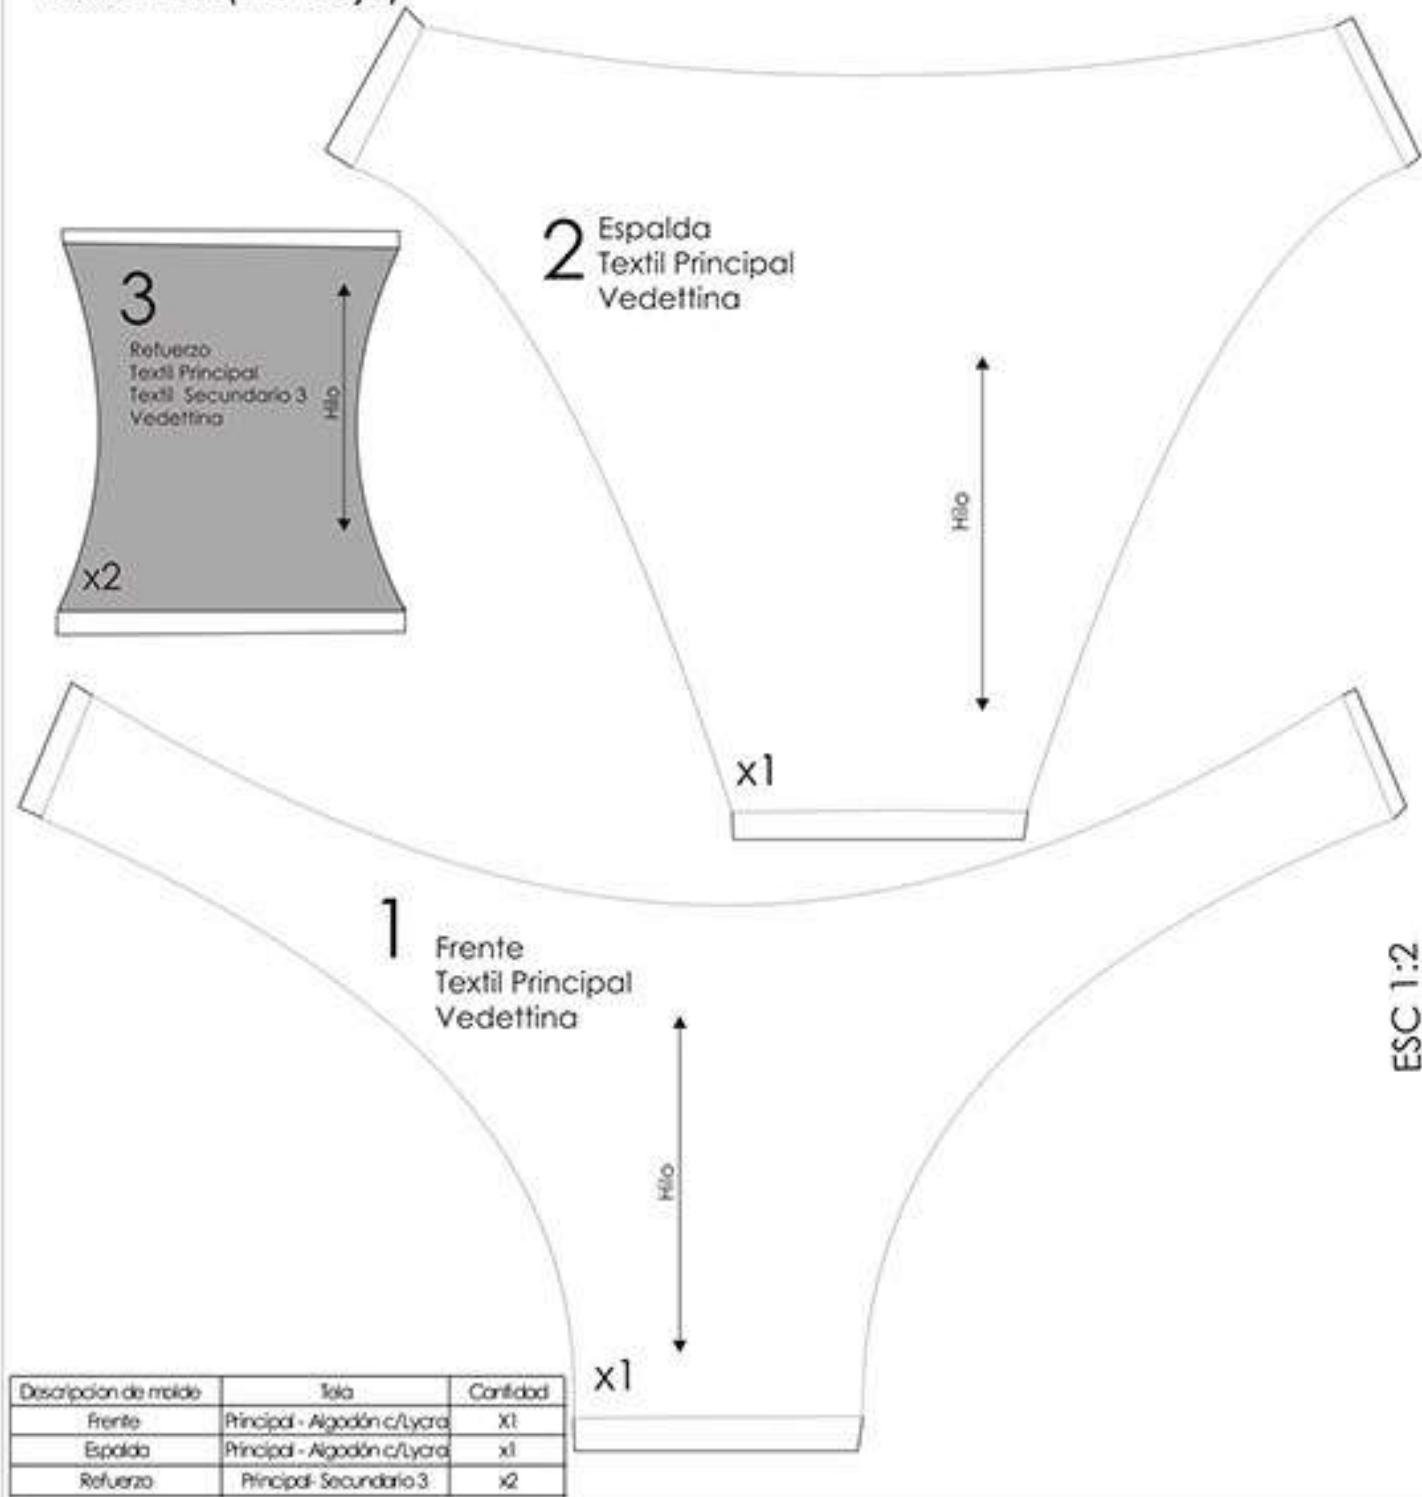 3
Refuerzo
Textil Principal
Textil Secundario 3
Vedettina
Hilo
x2
2
Espalda
Textil Principal
Vedettina
Hilo
x1
1
Frente
Textil Principal
Vedettina
Hilo
x1
ESC 1:2
Descripcion de molde Tela Cantidad
Frente Principal - Algodón c/Lycra X1
Espalda Principal - Algodón c/Lycra x1
Refuerzo Principal- Secundario 3 x2